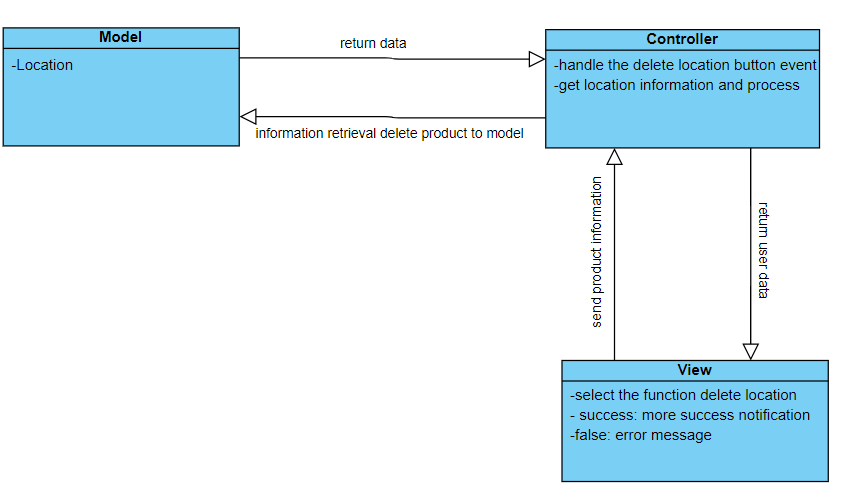 Model
-Location
return data
information retrieval delete product to model
Controller
-handle the delete location button event
-get location information and process
send product information
return user data
View
-select the function delete location
- success: more success notification
-false: error message